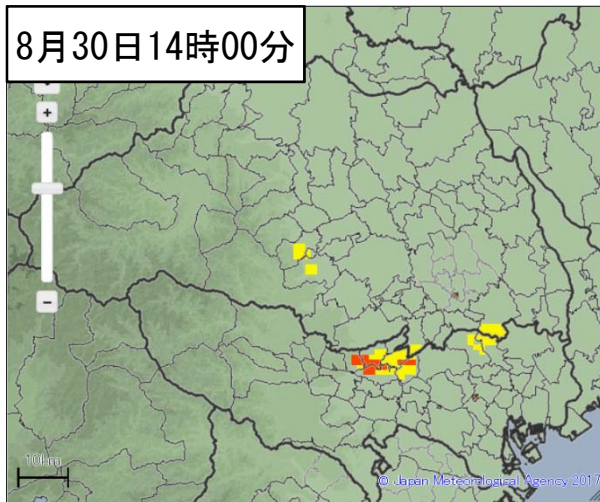 8月30日14時00分
+
−
10km
© Japan Meteorological Agency 2017